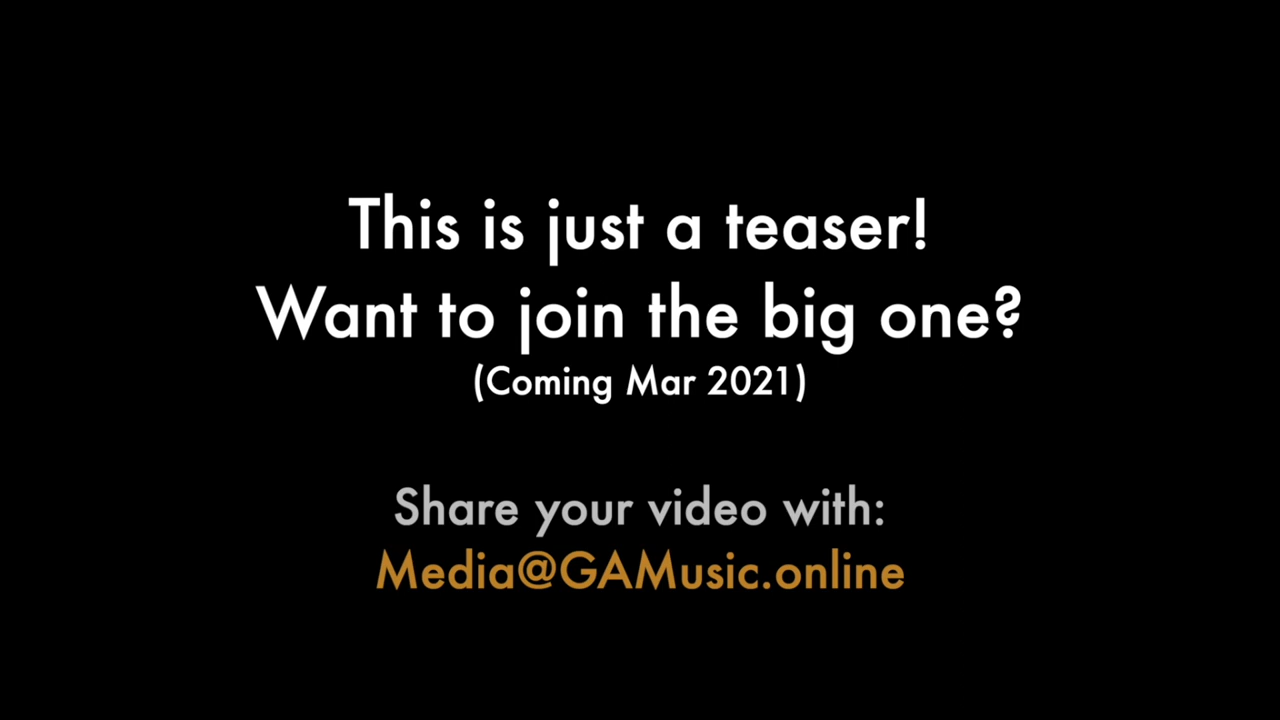 This is just a teaser!
Want to join the big one?
(Coming Mar 2021)
Share your video with:
Media@GAMusic.online